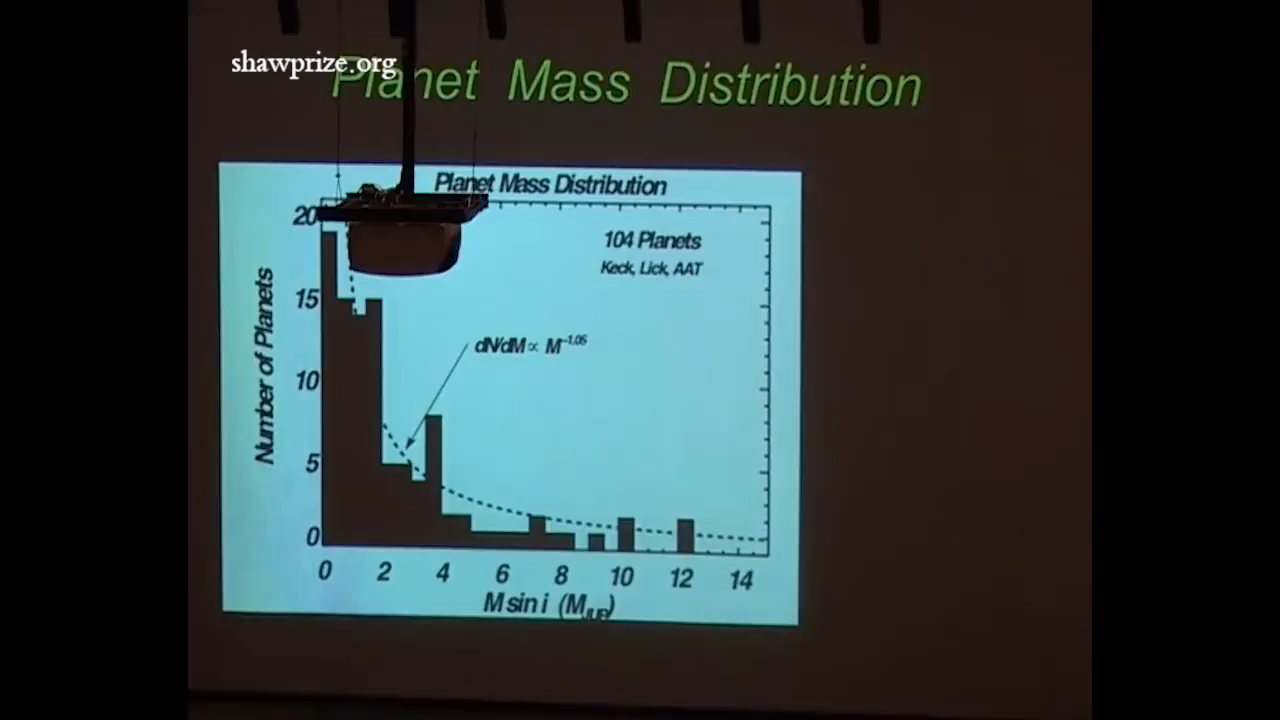 shawprize.org
Planet Mass Distribution
Planet Mass Distribution
20
15
10
5
0
Number of Planets
104 Planets
Keck, Lick, AAT
dN/dM ∝ M^-1.05
0 2 4 6 8 10 12 14
M sin i (M_JUP)